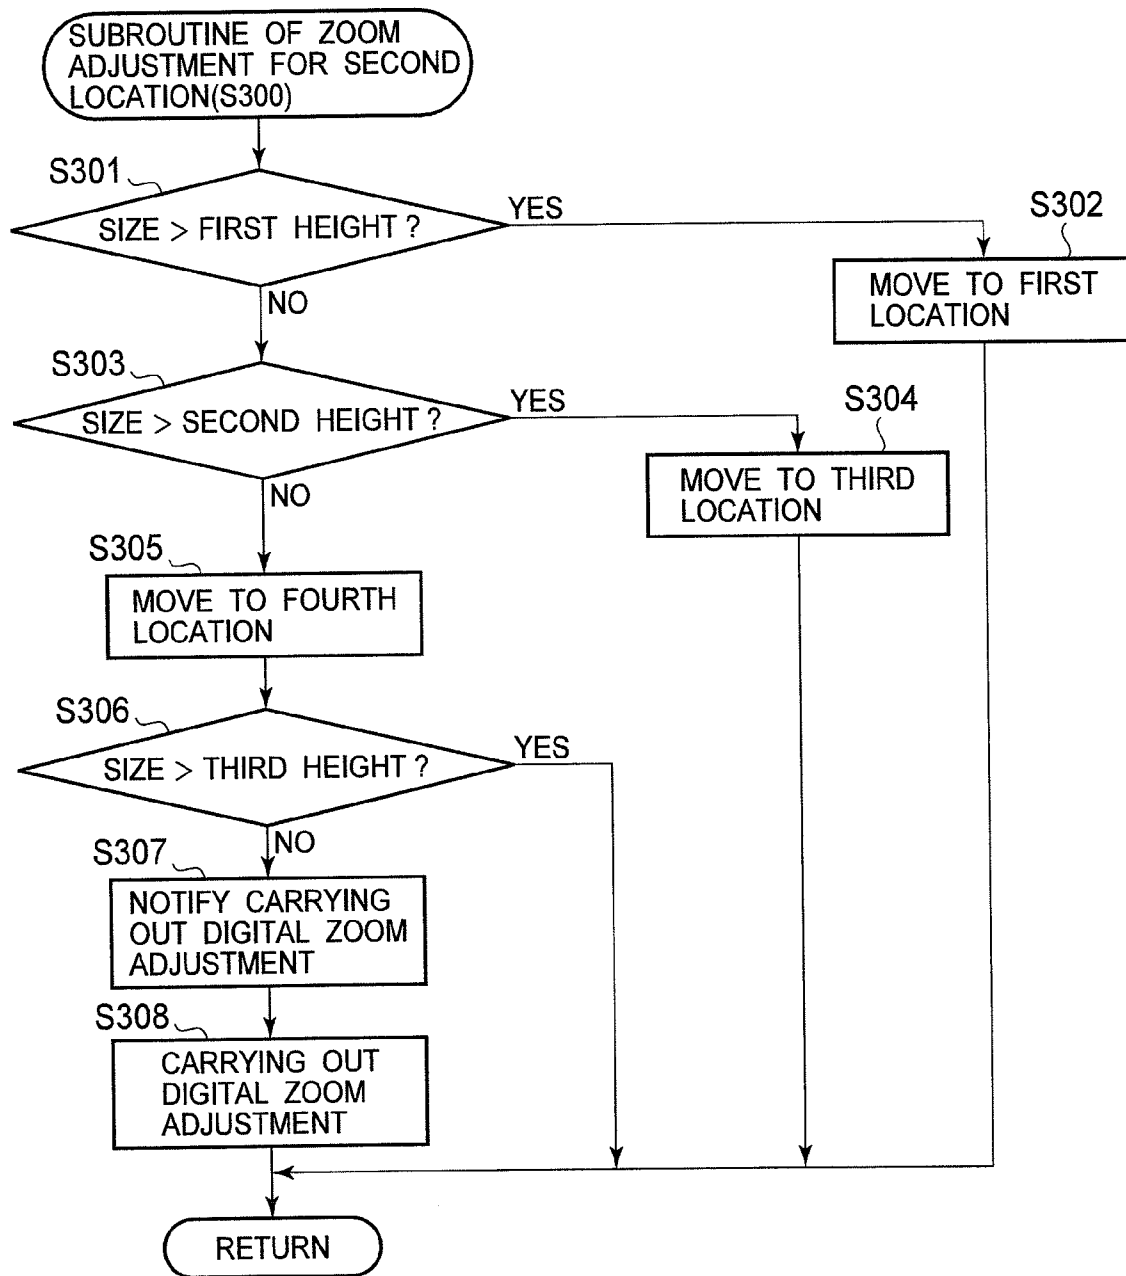 SUBROUTINE OF ZOOM
ADJUSTMENT FOR SECOND
LOCATION(S300)
S301
SIZE > FIRST HEIGHT ?
YES
NO
S302
MOVE TO FIRST
LOCATION
S303
SIZE > SECOND HEIGHT ?
YES
NO
S304
MOVE TO THIRD
LOCATION
S305
MOVE TO FOURTH
LOCATION
S306
SIZE > THIRD HEIGHT ?
YES
NO
S307
NOTIFY CARRYING
OUT DIGITAL ZOOM
ADJUSTMENT
S308
CARRYING OUT
DIGITAL ZOOM
ADJUSTMENT
RETURN